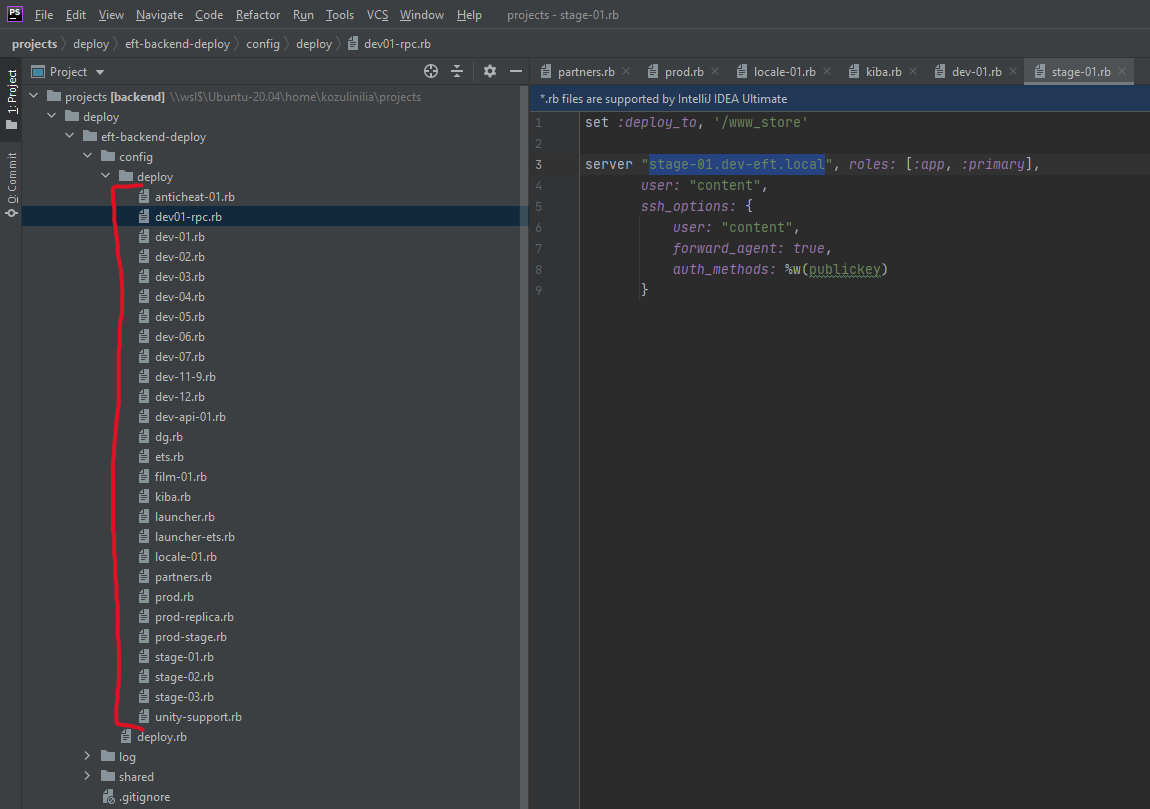 PS File Edit View Navigate Code Refactor Run Tools VCS Window Help projects - stage-01.rb
projects deploy eft-backend-deploy config deploy dev01-rpc.rb
1: Project
0: Commit
Project
partners.rb prod.rb locale-01.rb kiba.rb dev-01.rb stage-01.rb
projects [backend] \\wsl$\Ubuntu-20.04\home\kozulinilia\projects
deploy
eft-backend-deploy
config
deploy
anticheat-01.rb
dev01-rpc.rb
dev-01.rb
dev-02.rb
dev-03.rb
dev-04.rb
dev-05.rb
dev-06.rb
dev-07.rb
dev-11-9.rb
dev-12.rb
dev-api-01.rb
dg.rb
ets.rb
film-01.rb
kiba.rb
launcher.rb
launcher-ets.rb
locale-01.rb
partners.rb
prod.rb
prod-replica.rb
prod-stage.rb
stage-01.rb
stage-02.rb
stage-03.rb
unity-support.rb
deploy.rb
log
shared
.gitignore
*.rb files are supported by IntelliJ IDEA Ultimate
1 set :deploy_to, '/www_store'
2
3 server "stage-01.dev-eft.local", roles: [:app, :primary],
4 user: "content",
5 ssh_options: {
6 user: "content",
7 forward_agent: true,
8 auth_methods: %w(publickey)
9 }